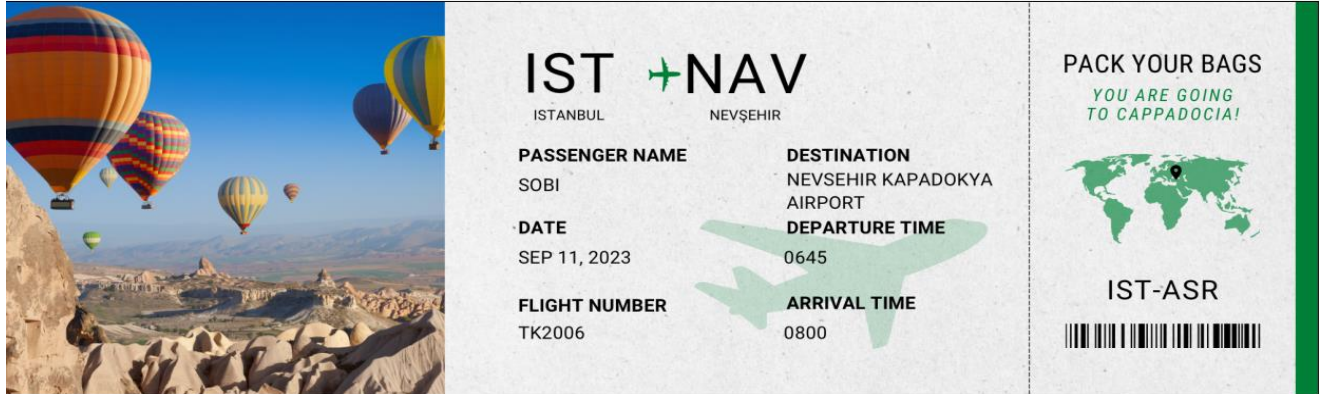 IST NAV
ISTANBUL NEVŞEHIR
PASSENGER NAME
SOBI
DESTINATION
NEVSEHIR KAPADOKYA
AIRPORT
DATE
SEP 11, 2023
DEPARTURE TIME
0645
FLIGHT NUMBER
TK2006
ARRIVAL TIME
0800
PACK YOUR BAGS
YOU ARE GOING
TO CAPPADOCIA!
IST-ASR